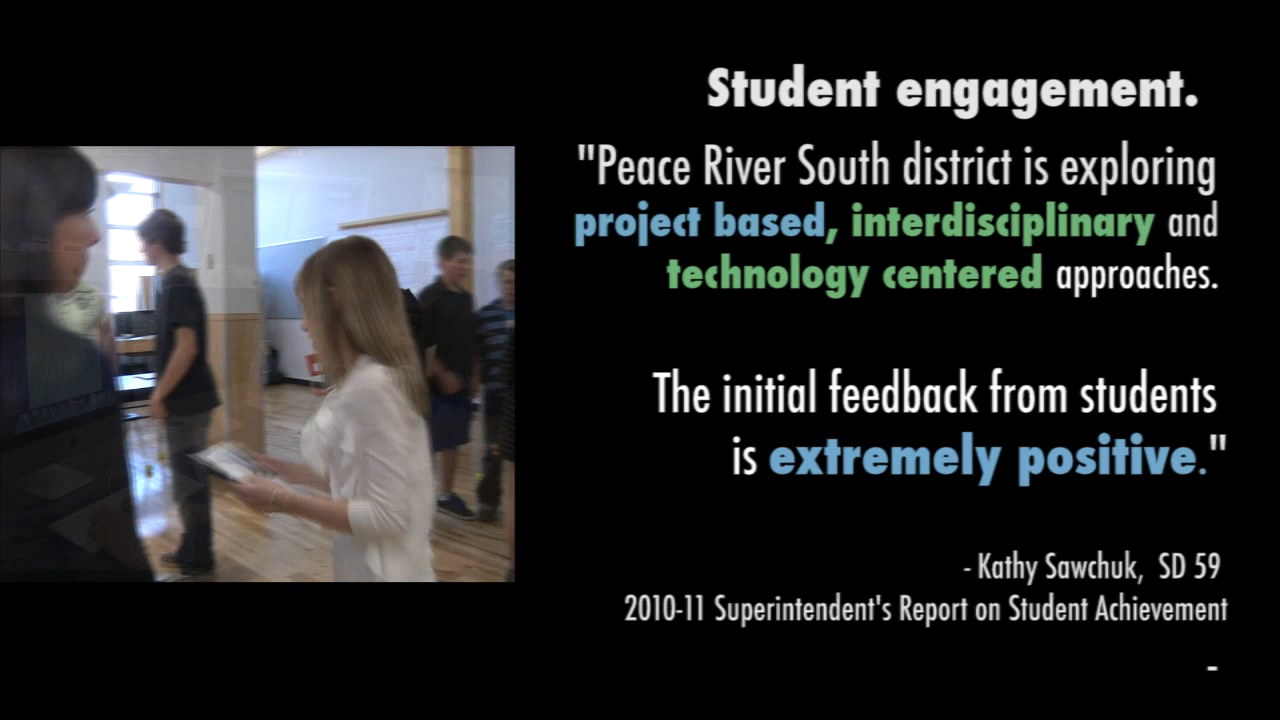 Student engagement.
"Peace River South district is exploring
project based, interdisciplinary and
technology centered approaches.
The initial feedback from students
is extremely positive."
- Kathy Sawchuk, SD 59
2010-11 Superintendent's Report on Student Achievement
-